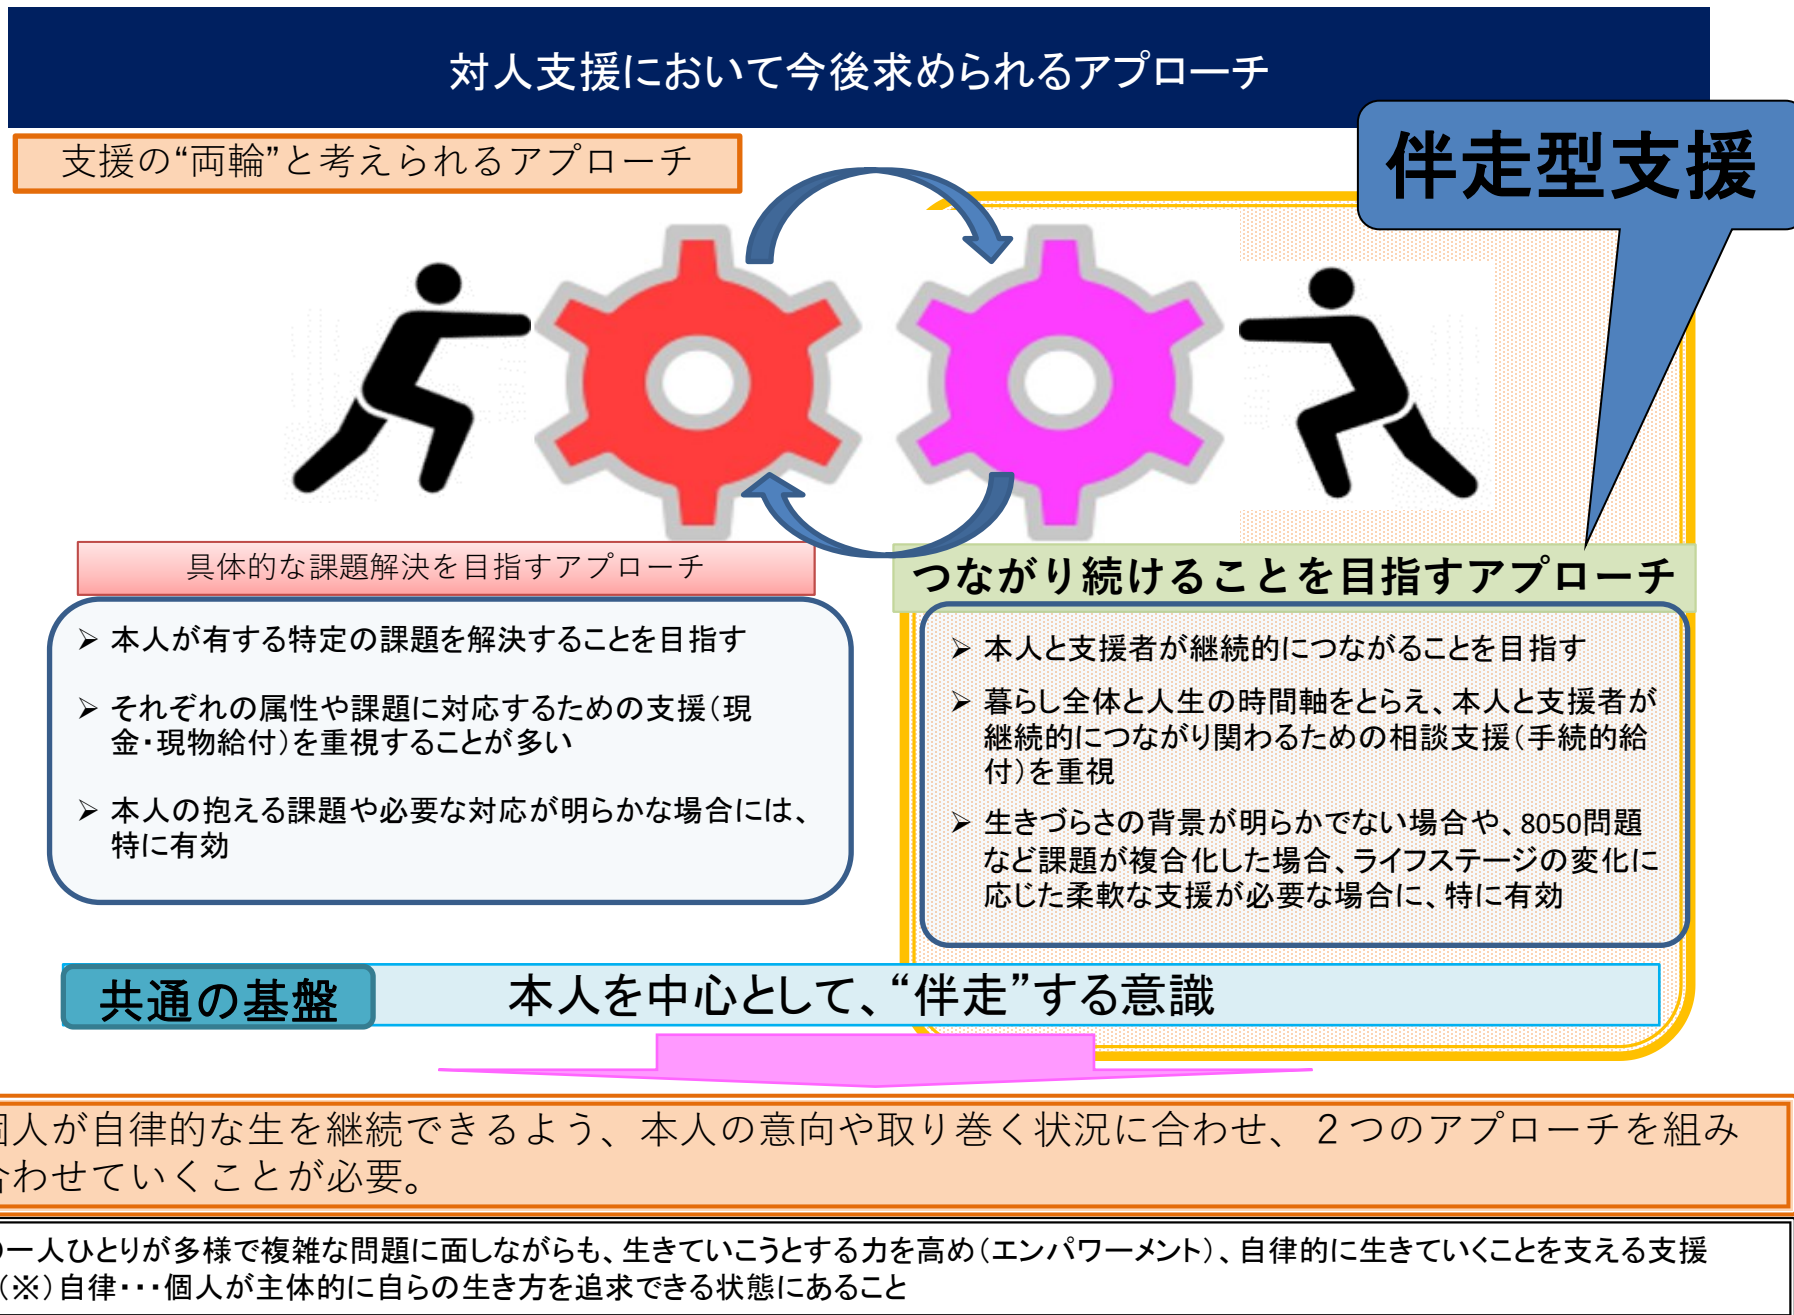 対人支援において今後求められるアプローチ
支援の“両輪”と考えられるアプローチ
伴走型支援
具体的な課題解決を目指すアプローチ
➢ 本人が有する特定の課題を解決することを目指す
➢ それぞれの属性や課題に対応するための支援（現
金・現物給付）を重視することが多い
➢ 本人の抱える課題や必要な対応が明らかな場合には、
特に有効
つながり続けることを目指すアプローチ
➢ 本人と支援者が継続的につながることを目指す
➢ 暮らし全体と人生の時間軸をとらえ、本人と支援者が
継続的につながり関わるための相談支援（手続的給
付）を重視
➢ 生きづらさの背景が明らかでない場合や、8050問題
など課題が複合化した場合、ライフステージの変化に
応じた柔軟な支援が必要な場合に、特に有効
共通の基盤
本人を中心として、“伴走”する意識
個人が自律的な生を継続できるよう、本人の意向や取り巻く状況に合わせ、２つのアプローチを組み
合わせていくことが必要。
一人ひとりが多様で複雑な問題に面しながらも、生きていこうとする力を高め（エンパワーメント）、自律的に生きていくことを支える支援
（※）自律・・・個人が主体的に自らの生き方を追求できる状態にあること